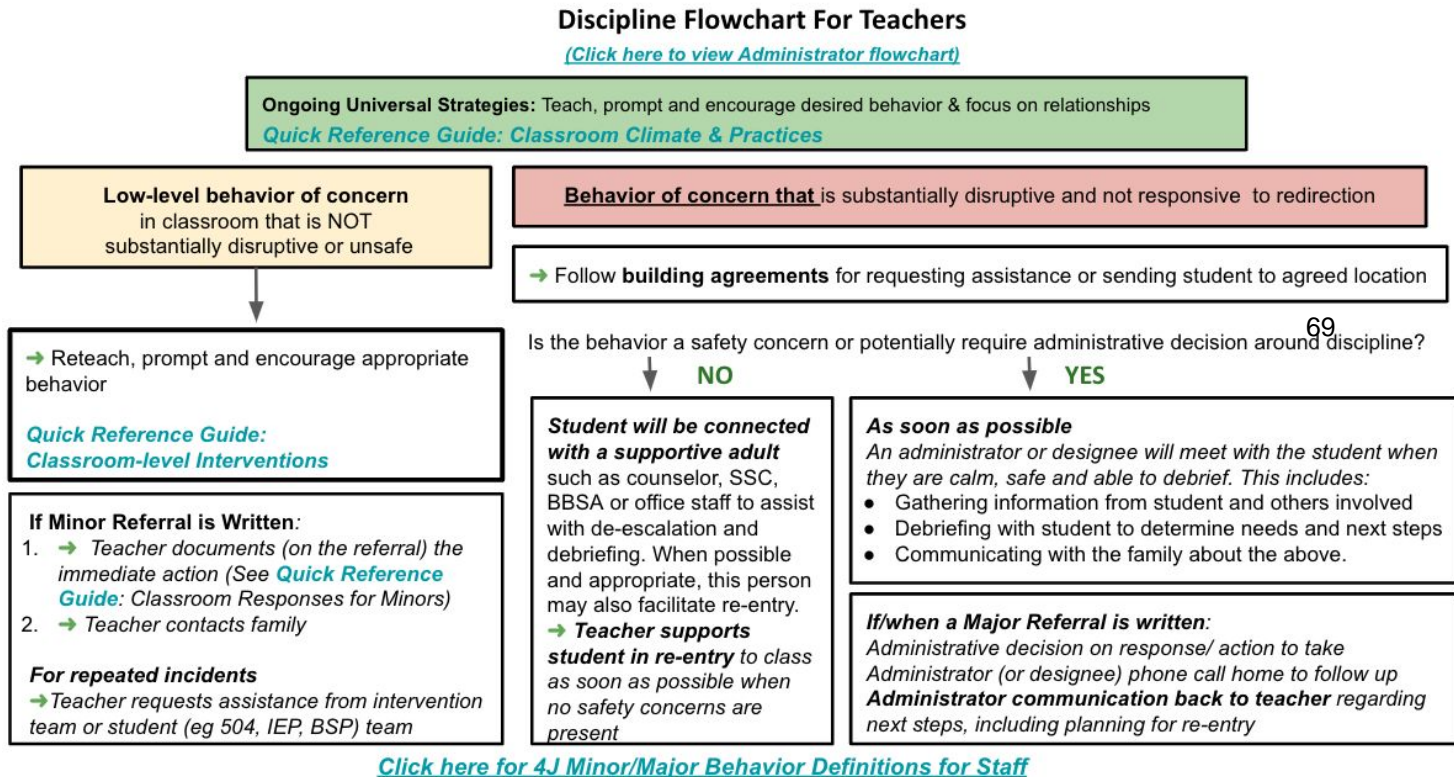 Discipline Flowchart For Teachers
(Click here to view Administrator flowchart)
Ongoing Universal Strategies: Teach, prompt and encourage desired behavior & focus on relationships
Quick Reference Guide: Classroom Climate & Practices
Low-level behavior of concern
in classroom that is NOT
substantially disruptive or unsafe
➜ Reteach, prompt and encourage appropriate
behavior
Quick Reference Guide:
Classroom-level Interventions
If Minor Referral is Written:
1. ➜ Teacher documents (on the referral) the
immediate action (See Quick Reference
Guide: Classroom Responses for Minors)
2. ➜ Teacher contacts family
For repeated incidents
➜Teacher requests assistance from intervention
team or student (eg 504, IEP, BSP) team
Behavior of concern that is substantially disruptive and not responsive to redirection
➜ Follow building agreements for requesting assistance or sending student to agreed location
69
Is the behavior a safety concern or potentially require administrative decision around discipline?
NO
Student will be connected
with a supportive adult
such as counselor, SSC,
BBSA or office staff to assist
with de-escalation and
debriefing. When possible
and appropriate, this person
may also facilitate re-entry.
➜ Teacher supports
student in re-entry to class
as soon as possible when
no safety concerns are
present
YES
As soon as possible
An administrator or designee will meet with the student when
they are calm, safe and able to debrief. This includes:
● Gathering information from student and others involved
● Debriefing with student to determine needs and next steps
● Communicating with the family about the above.
If/when a Major Referral is written:
Administrative decision on response/ action to take
Administrator (or designee) phone call home to follow up
Administrator communication back to teacher regarding
next steps, including planning for re-entry
Click here for 4J Minor/Major Behavior Definitions for Staff